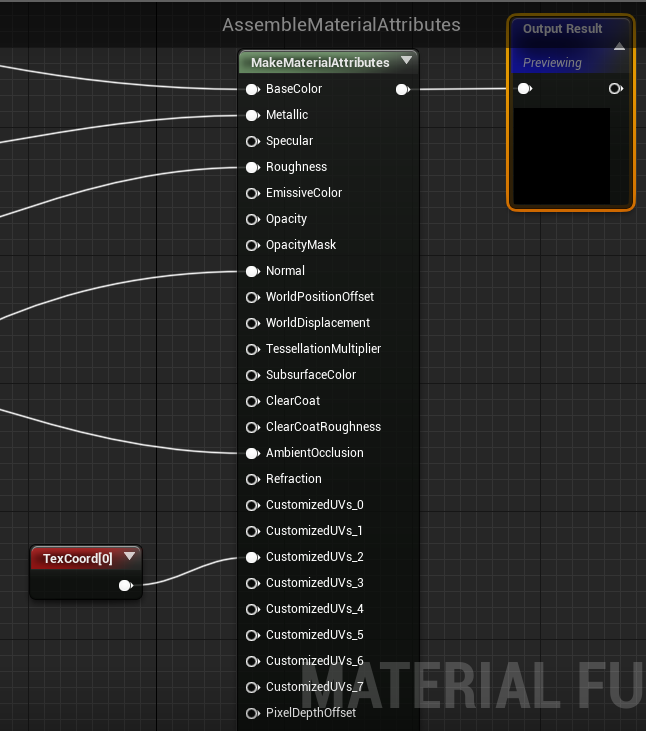 AssembleMaterialAttributes
Output Result
Previewing
MakeMaterialAttributes
BaseColor
Metallic
Specular
Roughness
EmissiveColor
Opacity
OpacityMask
Normal
WorldPositionOffset
WorldDisplacement
TessellationMultiplier
SubsurfaceColor
ClearCoat
ClearCoatRoughness
AmbientOcclusion
Refraction
CustomizedUVs_0
CustomizedUVs_1
TexCoord[0]
CustomizedUVs_2
CustomizedUVs_3
CustomizedUVs_4
CustomizedUVs_5
CustomizedUVs_6
CustomizedUVs_7
PixelDepthOffset
MATERIAL FU